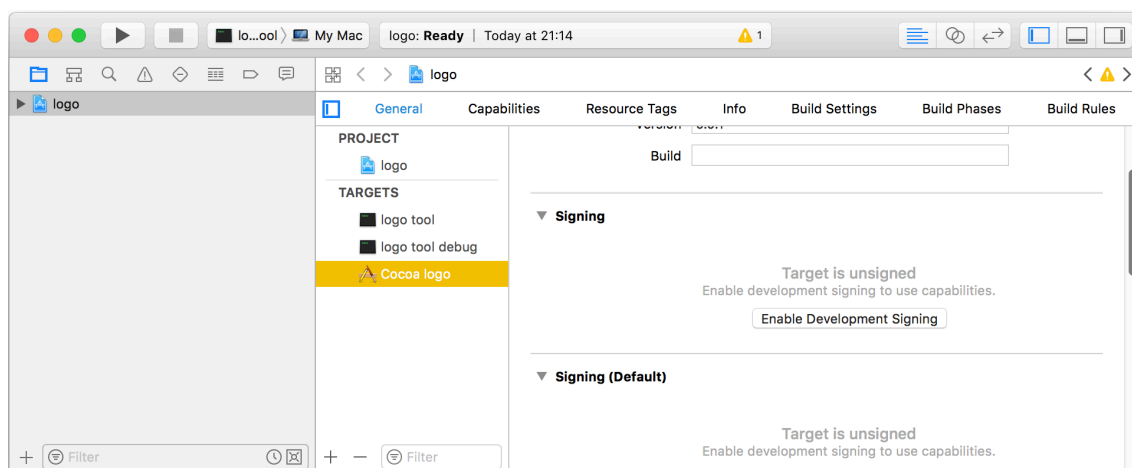 lo...ool 〉 My Mac
logo: Ready | Today at 21:14
1
logo
logo
General Capabilities Resource Tags Info Build Settings Build Phases Build Rules
PROJECT
logo
TARGETS
logo tool
logo tool debug
Cocoa logo
Version
Build
Signing
Target is unsigned
Enable development signing to use capabilities.
Enable Development Signing
Signing (Default)
Target is unsigned
Enable development signing to use capabilities.
Filter
Filter